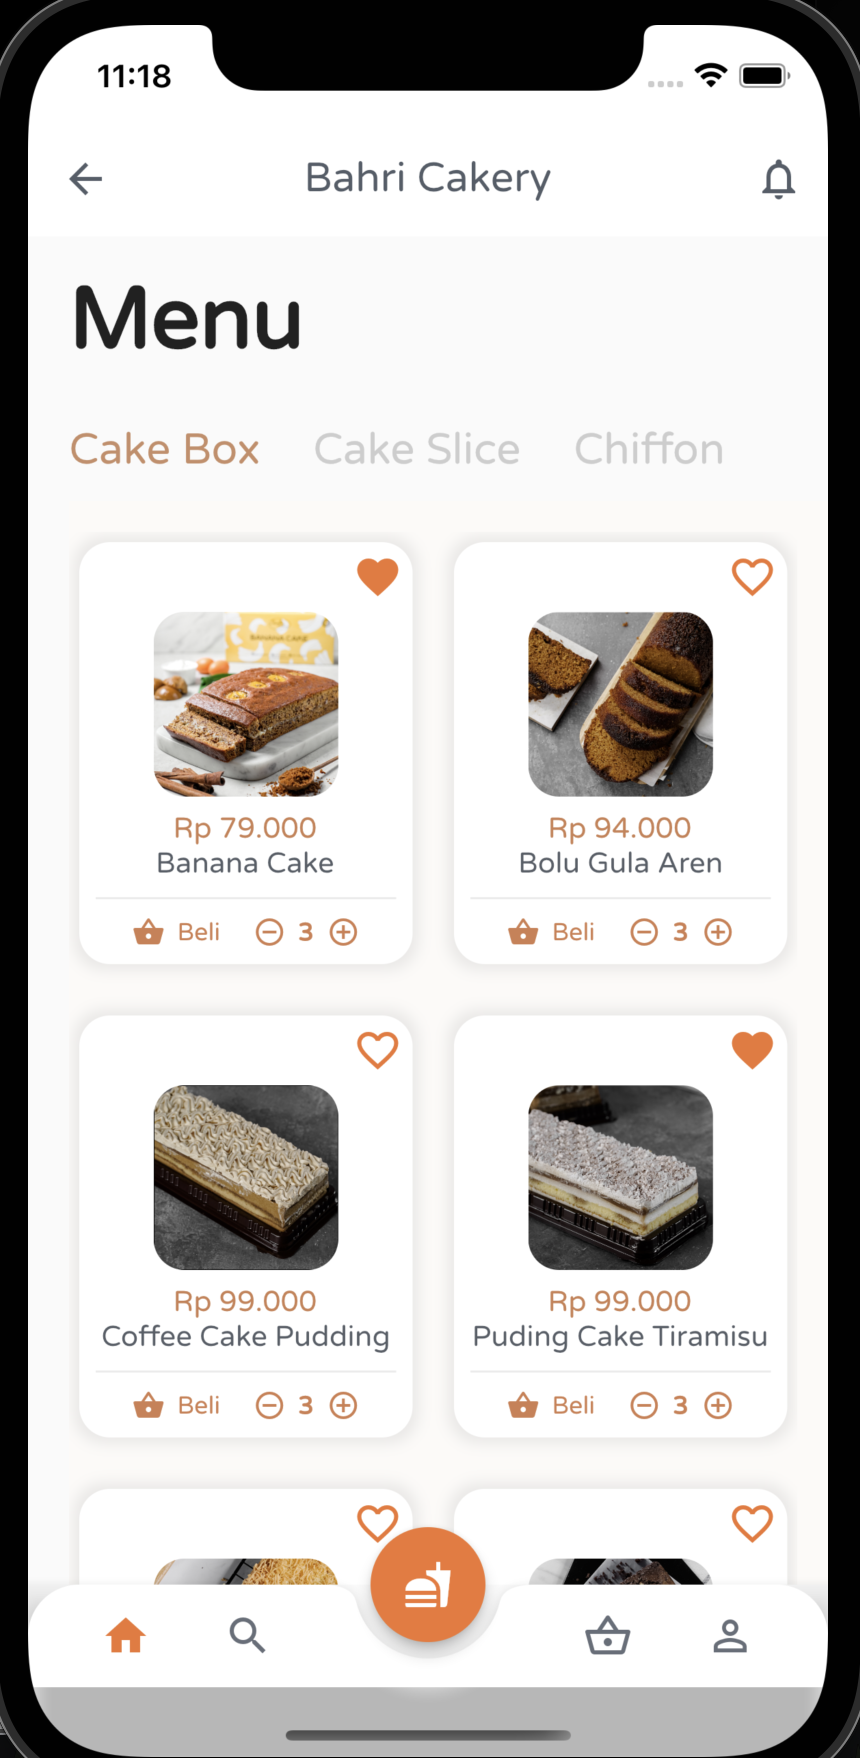 11:18
Bahri Cakery
Menu
Cake Box Cake Slice Chiffon
BANANA CAKE
Rp 79.000
Banana Cake
Beli 3
Rp 94.000
Bolu Gula Aren
Beli 3
Rp 99.000
Coffee Cake Pudding
Beli 3
Rp 99.000
Puding Cake Tiramisu
Beli 3